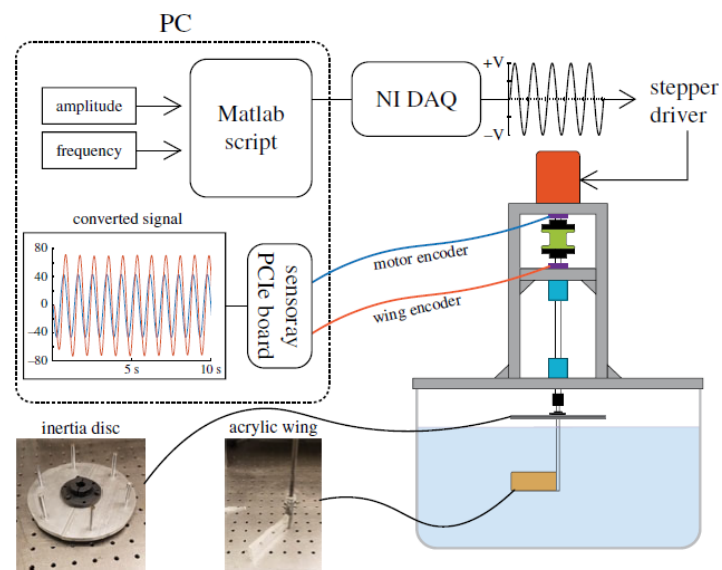 PC
amplitude
frequency
Matlab
script
NI DAQ
+V
−V
stepper
driver
converted signal
80
40
0
−40
−80
5 s
10 s
sensoray
PCIe board
motor encoder
wing encoder
inertia disc
acrylic wing